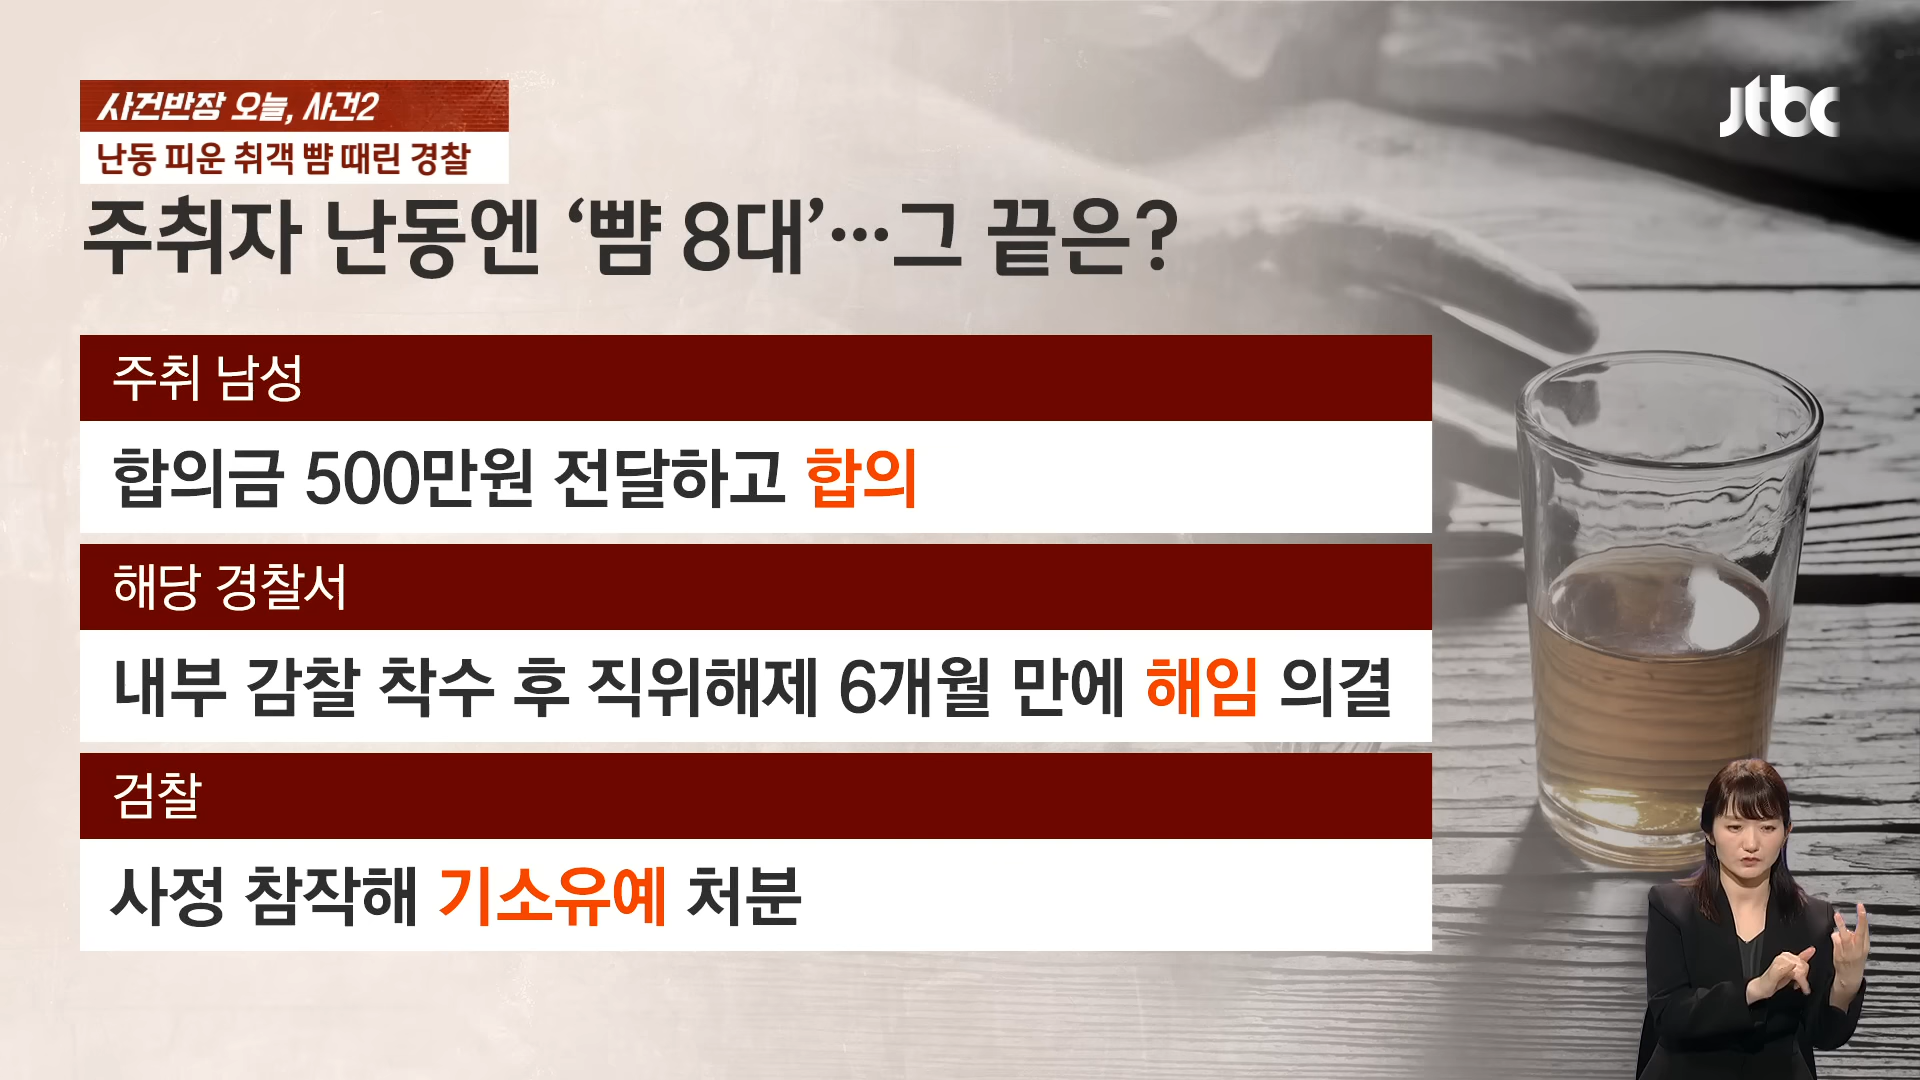 사건반장 오늘, 사건2
jtbc
난동 피운 취객 뺨 때린 경찰
주취자 난동엔 ‘뺨 8대’…그 끝은?
주취 남성
합의금 500만원 전달하고 합의
해당 경찰서
내부 감찰 착수 후 직위해제 6개월 만에 해임 의결
검찰
사정 참작해 기소유예 처분